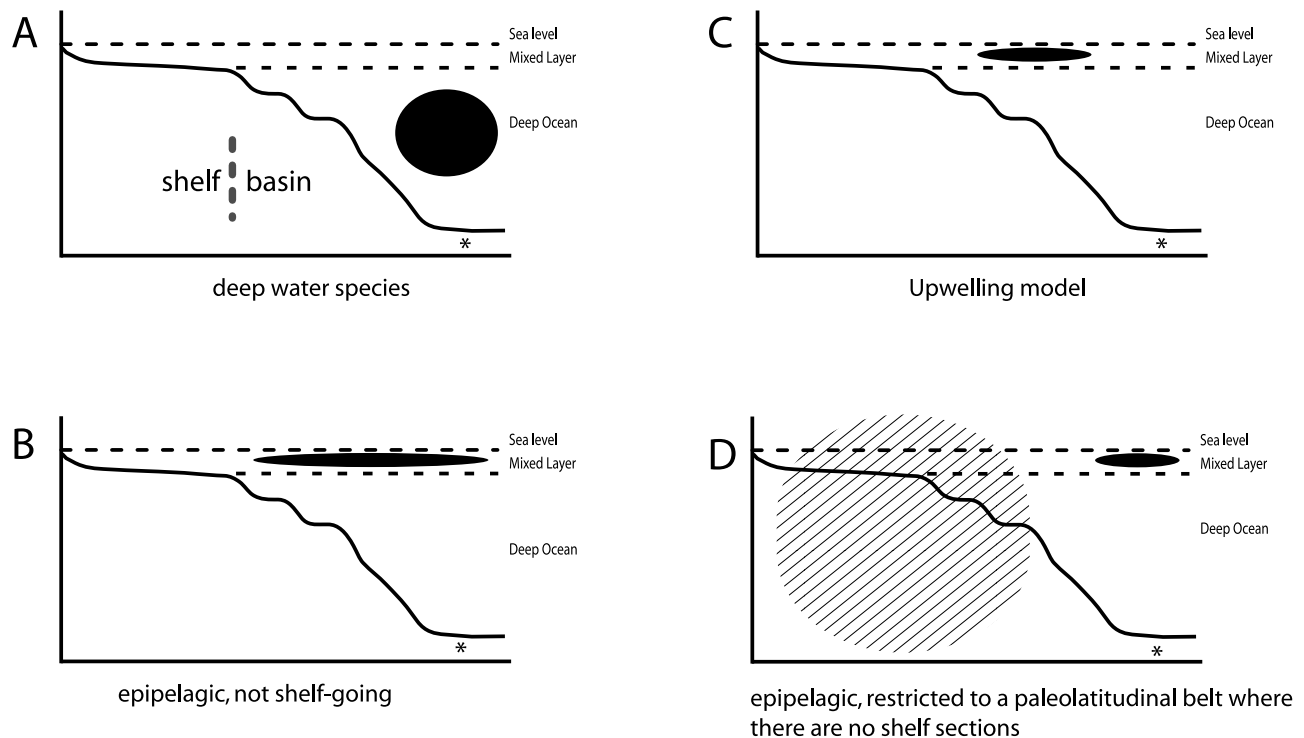 A
Sea level
Mixed Layer
Deep Ocean
shelf
basin
*
deep water species
C
Sea level
Mixed Layer
Deep Ocean
*
Upwelling model
B
Sea level
Mixed Layer
Deep Ocean
*
epipelagic, not shelf-going
D
Sea level
Mixed Layer
Deep Ocean
*
epipelagic, restricted to a paleolatitudinal belt where
there are no shelf sections